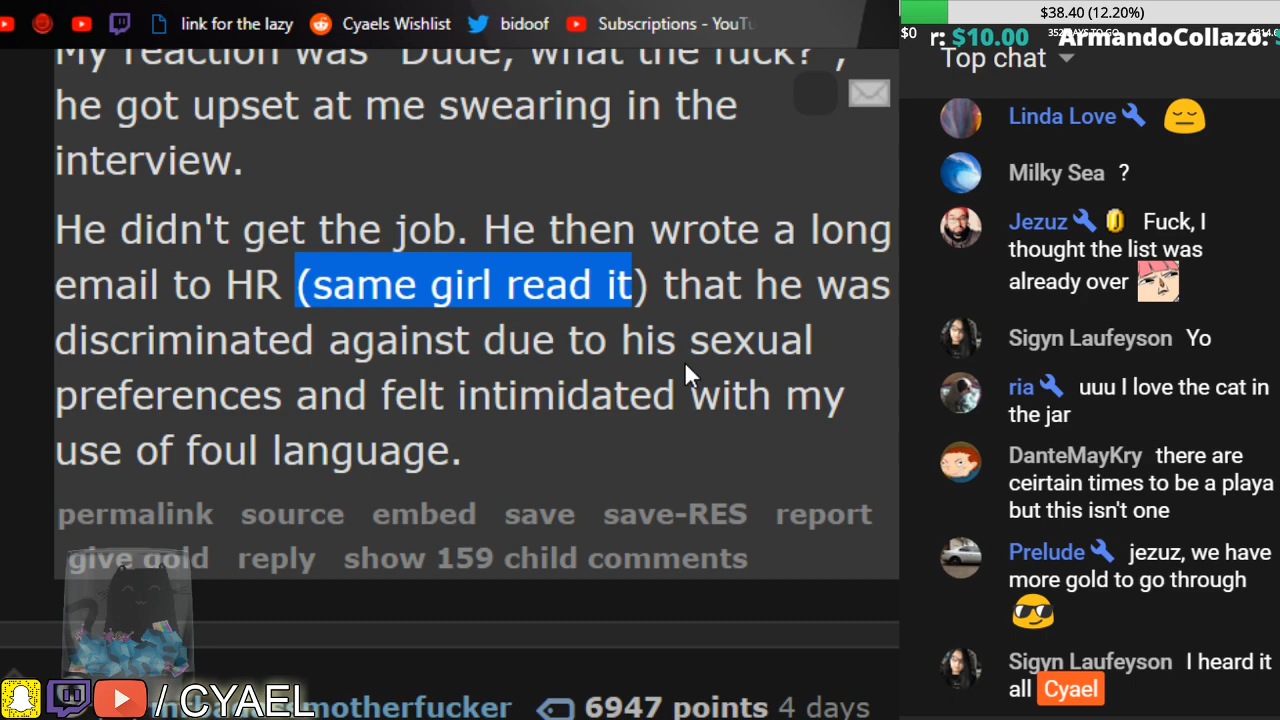 link for the lazy Cyaels Wishlist bidoof Subscriptions - YouTu
My reaction was "Dude, what the fuck?",
he got upset at me swearing in the
interview.
He didn't get the job. He then wrote a long
email to HR (same girl read it) that he was
discriminated against due to his sexual
preferences and felt intimidated with my
use of foul language.
permalink source embed save save-RES report
give gold reply show 159 child comments
motherfucker 6947 points 4 days
/ CYAEL
$38.40 (12.20%)
$0
r: $10.00 ArmandoCollazo:
Top chat
Linda Love
Milky Sea ?
Jezuz Fuck, I
thought the list was
already over
Sigyn Laufeyson Yo
ria uuu I love the cat in
the jar
DanteMayKry there are
ceirtain times to be a playa
but this isn't one
Prelude jezuz, we have
more gold to go through
Sigyn Laufeyson I heard it
all Cyael